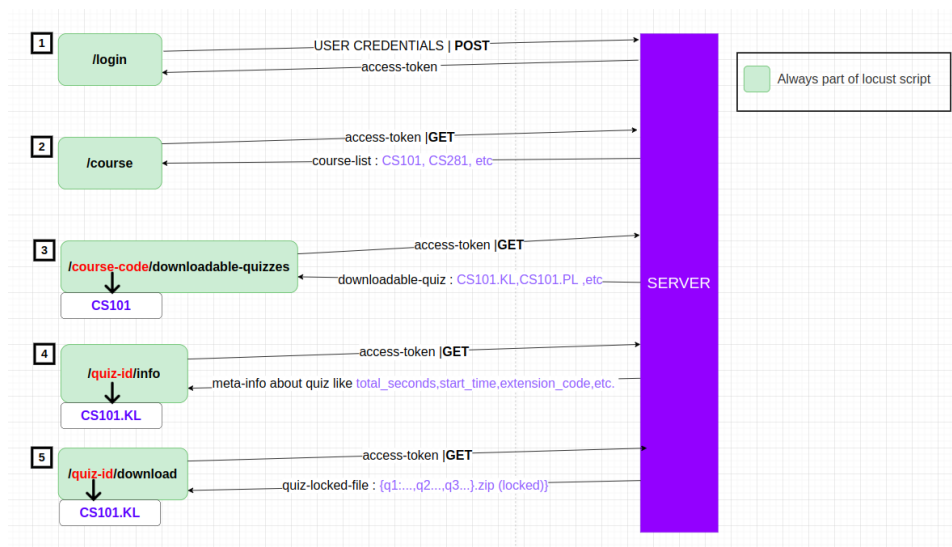 1
/login
USER CREDENTIALS | POST
access-token
Always part of locust script
2
/course
access-token |GET
course-list : CS101, CS281, etc
3
/course-code/downloadable-quizzes
CS101
access-token |GET
downloadable-quiz : CS101.KL,CS101.PL ,etc
SERVER
4
/quiz-id/info
CS101.KL
access-token |GET
meta-info about quiz like total_seconds,start_time,extension_code,etc.
5
/quiz-id/download
CS101.KL
access-token |GET
quiz-locked-file : {q1:...,q2...,q3...}.zip (locked)}